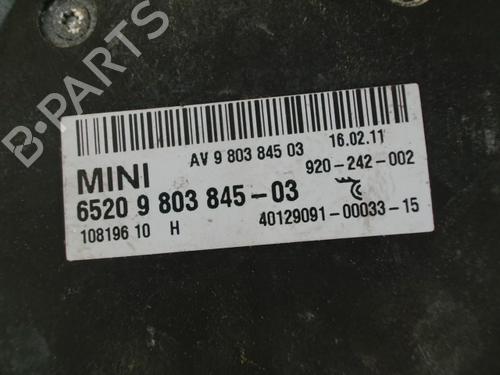 B-PARTS
AV 9 803 845 03
16.02.11
MINI
920-242-002
6520 9 803 845-03
108196 10 H
40129091-00033-15